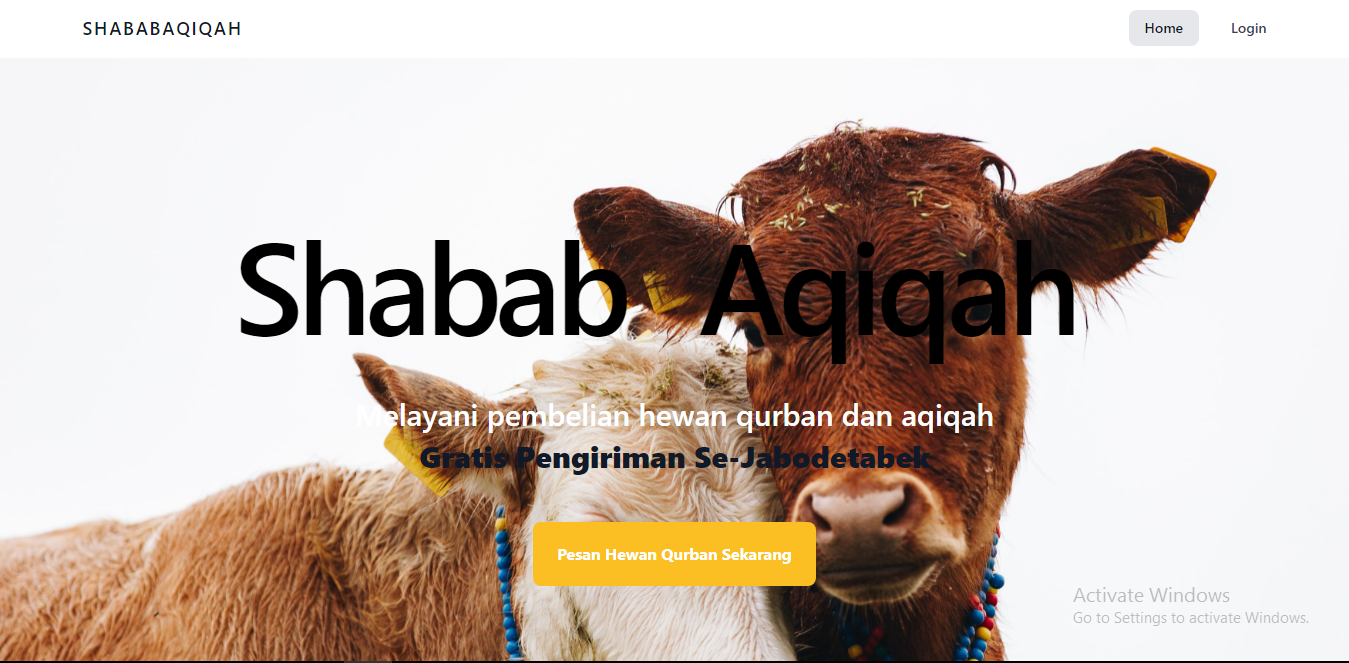 SHABABAQIQAH
Home
Login
Shabab Aqiqah
Melayani pembelian hewan qurban dan aqiqah
Gratis Pengiriman Se-Jabodetabek
Pesan Hewan Qurban Sekarang
Activate Windows
Go to Settings to activate Windows.